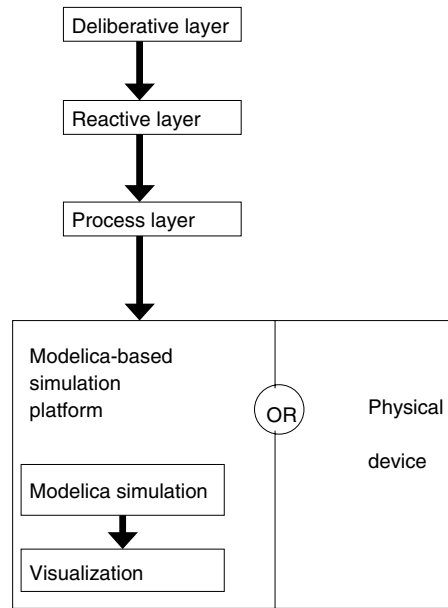 Deliberative layer
Reactive layer
Process layer
Modelica-based
simulation
platform
OR
Physical
device
Modelica simulation
Visualization